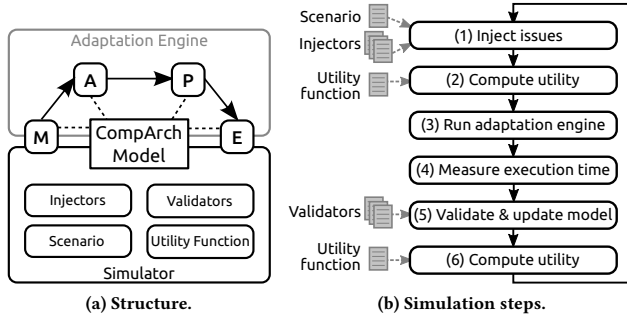 Adaptation Engine
A
P
M
CompArch
Model
E
Injectors
Validators
Scenario
Utility Function
Simulator
(a) Structure.
Scenario
Injectors
(1) Inject issues
Utility
function
(2) Compute utility
(3) Run adaptation engine
(4) Measure execution time
Validators
(5) Validate & update model
Utility
function
(6) Compute utility
(b) Simulation steps.